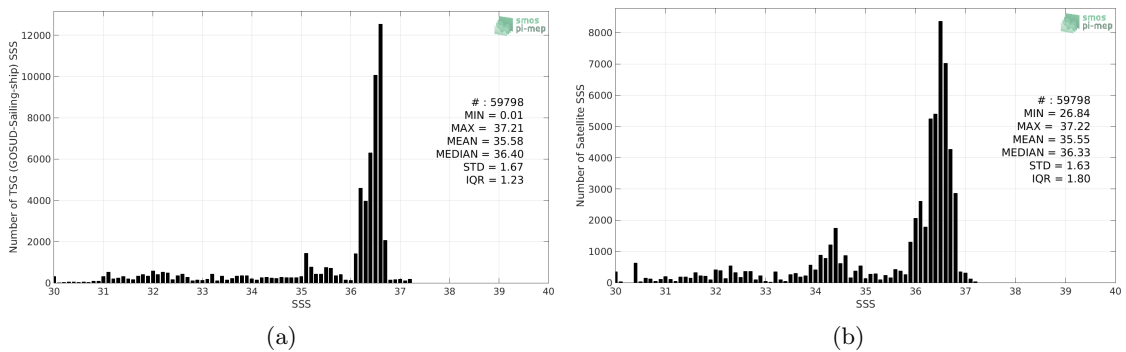 smos
pi-mep
Number of TSG (GOSUD-Sailing-ship) SSS
12000
10000
8000
6000
4000
2000
0
# : 59798
MIN = 0.01
MAX = 37.21
MEAN = 35.58
MEDIAN = 36.40
STD = 1.67
IQR = 1.23
30 31 32 33 34 35 36 37 38 39 40
SSS
(a)
smos
pi-mep
Number of Satellite SSS
8000
7000
6000
5000
4000
3000
2000
1000
0
# : 59798
MIN = 26.84
MAX = 37.22
MEAN = 35.55
MEDIAN = 36.33
STD = 1.63
IQR = 1.80
30 31 32 33 34 35 36 37 38 39 40
SSS
(b)